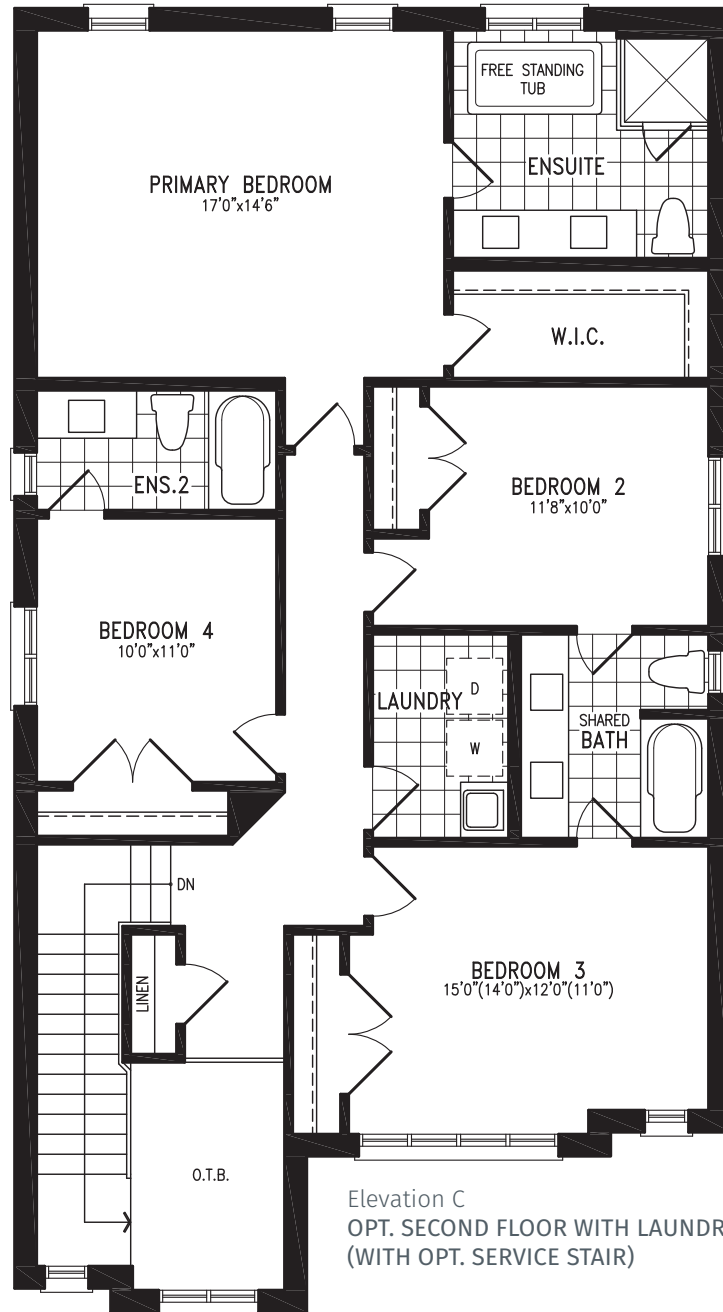 FREE STANDING
TUB
ENSUITE
PRIMARY BEDROOM
17'0"x14'6"
W.I.C.
ENS.2
BEDROOM 2
11'8"x10'0"
BEDROOM 4
10'0"x11'0"
LAUNDRY
D
W
SHARED
BATH
DN
LINEN
BEDROOM 3
15'0"(14'0")x12'0"(11'0")
O.T.B.
Elevation C
OPT. SECOND FLOOR WITH LAUNDR
(WITH OPT. SERVICE STAIR)